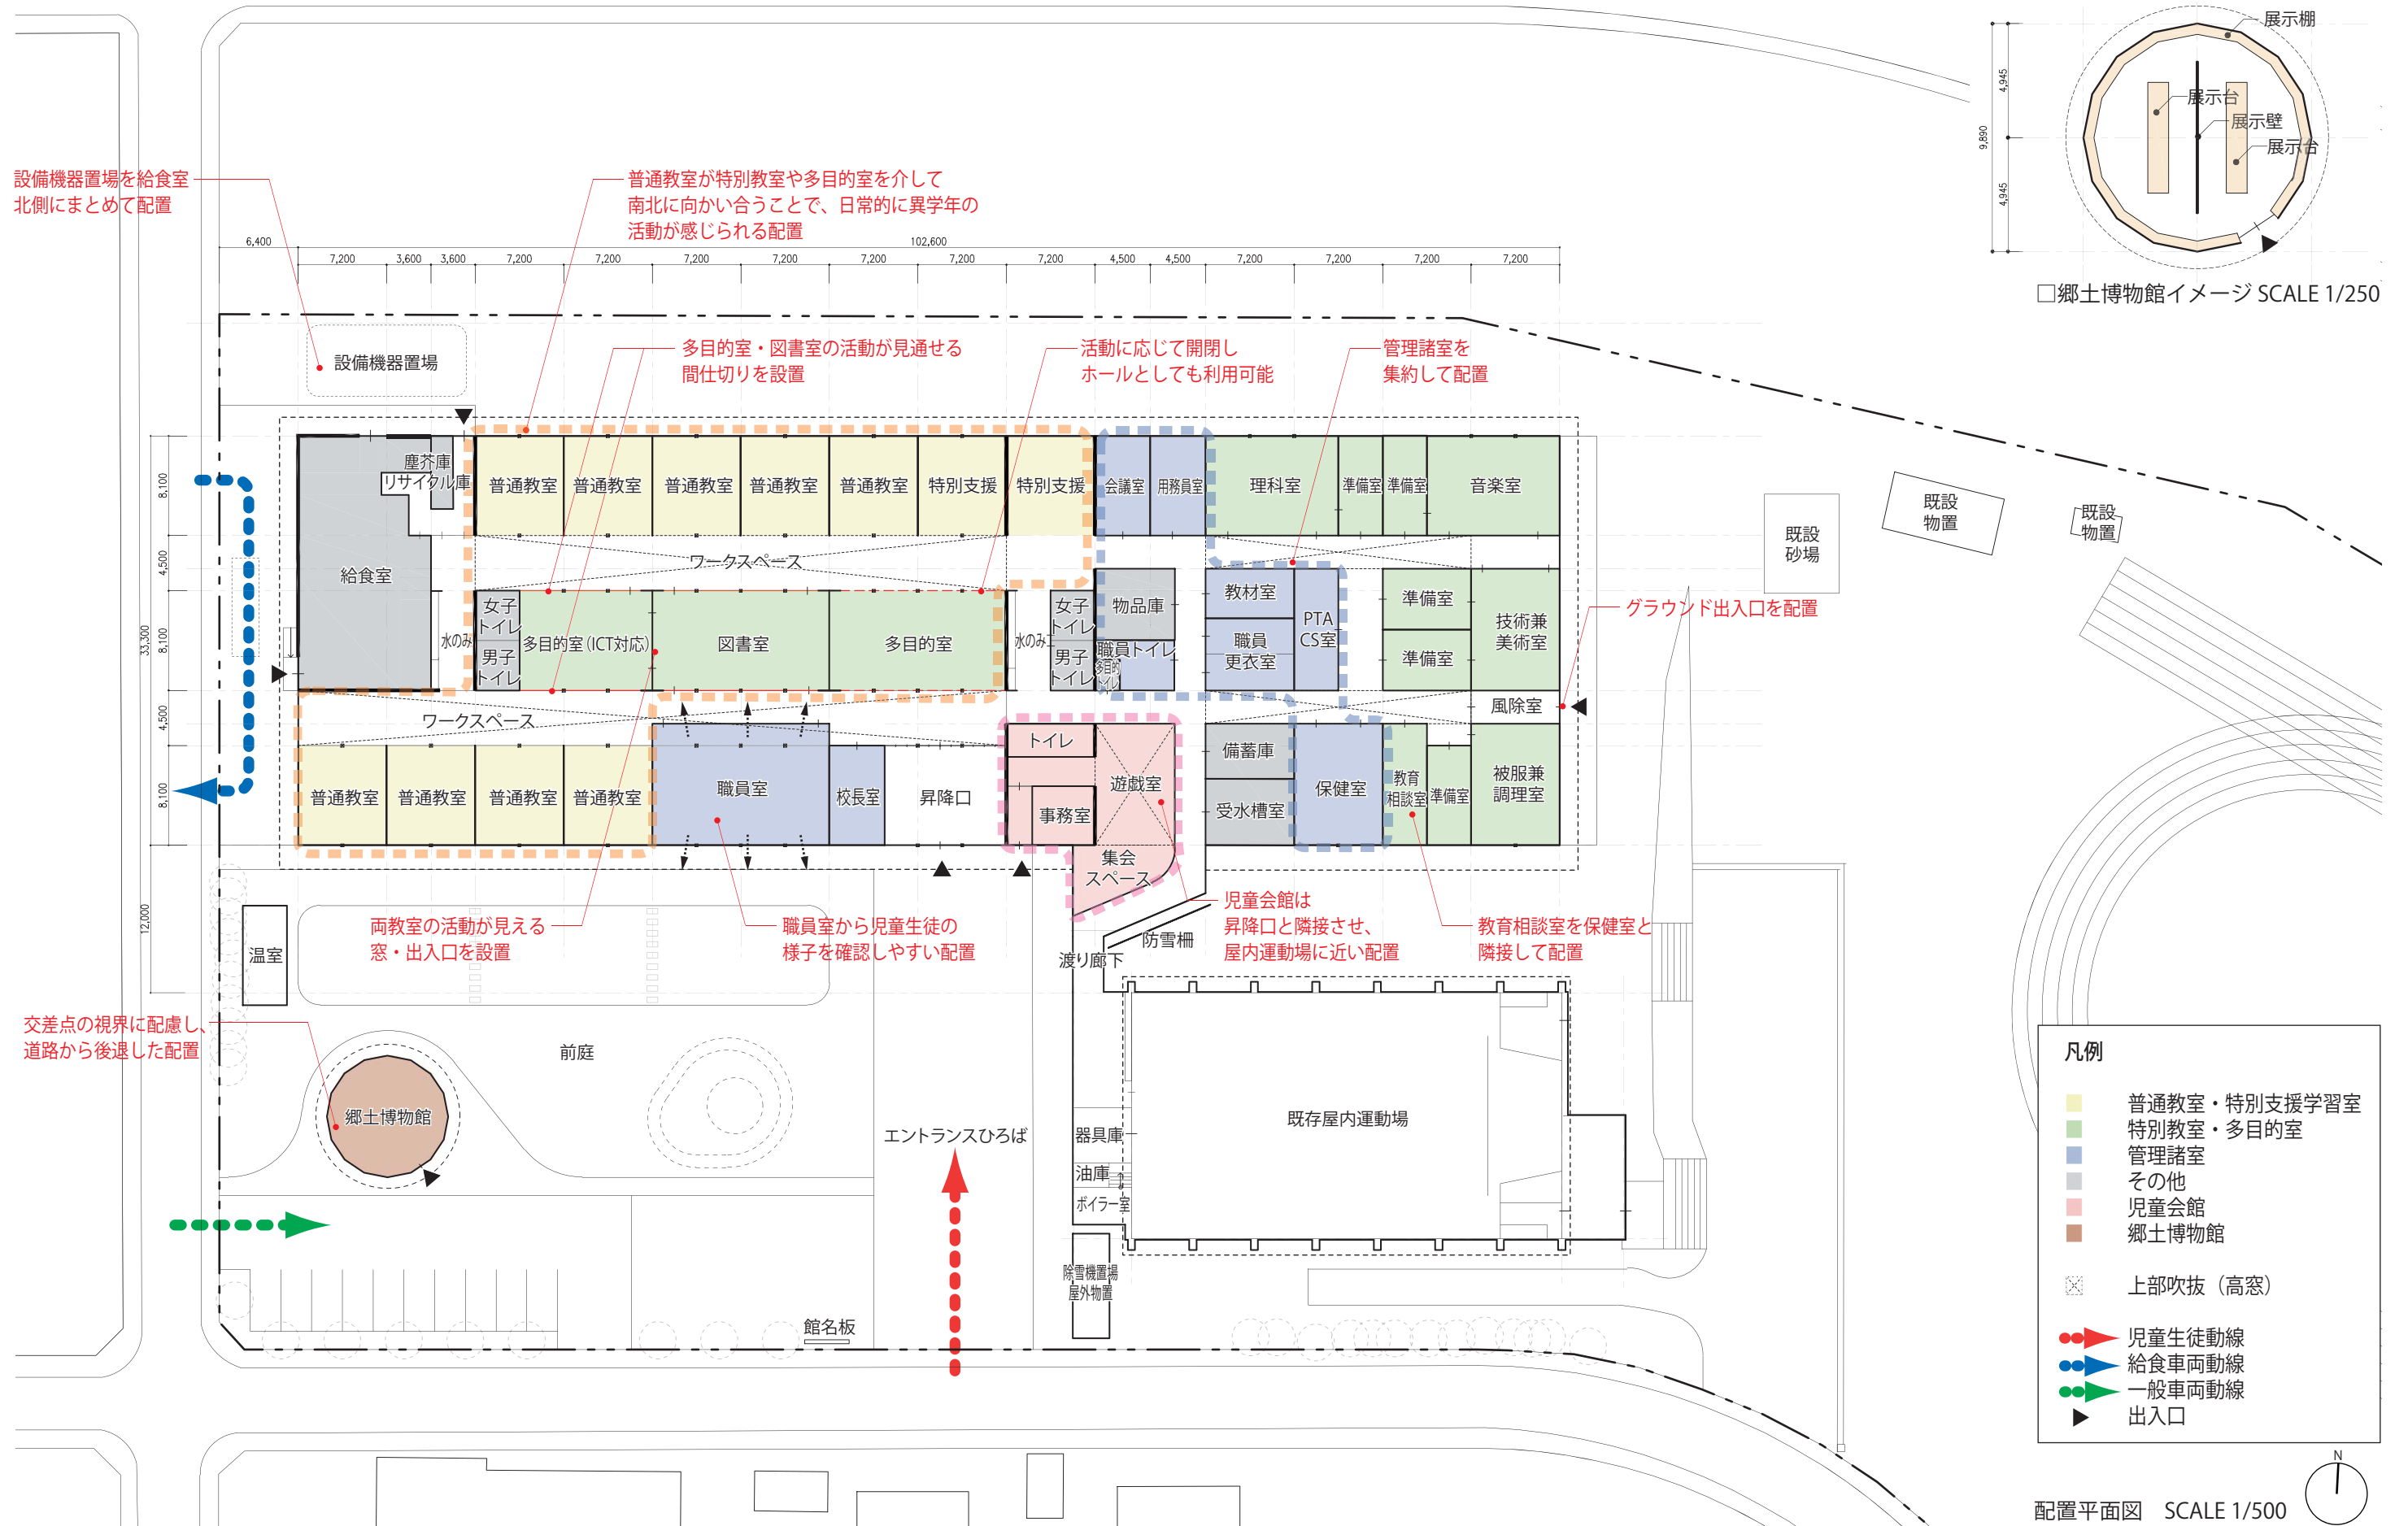 展示棚
4,945
展示台
展示壁
9,890
展示台
4,945
□郷土博物館イメージ SCALE 1/250
設備機器置場を給食室
北側にまとめて配置
普通教室が特別教室や多目的室を介して
南北に向かい合うことで、日常的に異学年の
活動が感じられる配置
6,400
102,600
7,200
3,600
3,600
7,200
7,200
7,200
7,200
7,200
7,200
7,200
4,500
4,500
7,200
7,200
7,200
7,200
設備機器置場
多目的室・図書室の活動が見通せる
間仕切りを設置
活動に応じて開閉し
ホールとしても利用可能
管理諸室を
集約して配置
8,100
4,500
8,100
4,500
8,100
33,300
12,000
塵芥庫
リサイクル庫
給食室
普通教室
普通教室
普通教室
普通教室
普通教室
特別支援
特別支援
会議室
用務員室
理科室
準備室
準備室
音楽室
既設
砂場
既設
物置
既設
物置
ワークスペース
水のみ
女子
トイレ
男子
トイレ
多目的室(ICT対応)
図書室
多目的室
水のみ
女子
トイレ
男子
トイレ
物品庫
職員トイレ
多目的
トイレ
教材室
職員
更衣室
PTA
CS室
準備室
準備室
技術兼
美術室
グラウンド出入口を配置
ワークスペース
風除室
普通教室
普通教室
普通教室
普通教室
職員室
校長室
昇降口
トイレ
事務室
遊戯室
集会
スペース
備蓄庫
受水槽室
保健室
教育
相談室
準備室
被服兼
調理室
両教室の活動が見える
窓・出入口を設置
職員室から児童生徒の
様子を確認しやすい配置
児童会館は
昇降口と隣接させ、
屋内運動場に近い配置
教育相談室を保健室と
隣接して配置
温室
防雪柵
渡り廊下
交差点の視界に配慮し、
道路から後退した配置
前庭
郷土博物館
エントランスひろば
器具庫
油庫
ボイラー室
既存屋内運動場
除雪機置場
屋外物置
館名板
凡例
普通教室・特別支援学習室
特別教室・多目的室
管理諸室
その他
児童会館
郷土博物館
上部吹抜（高窓）
児童生徒動線
給食車両動線
一般車両動線
出入口
N
配置平面図 SCALE 1/500